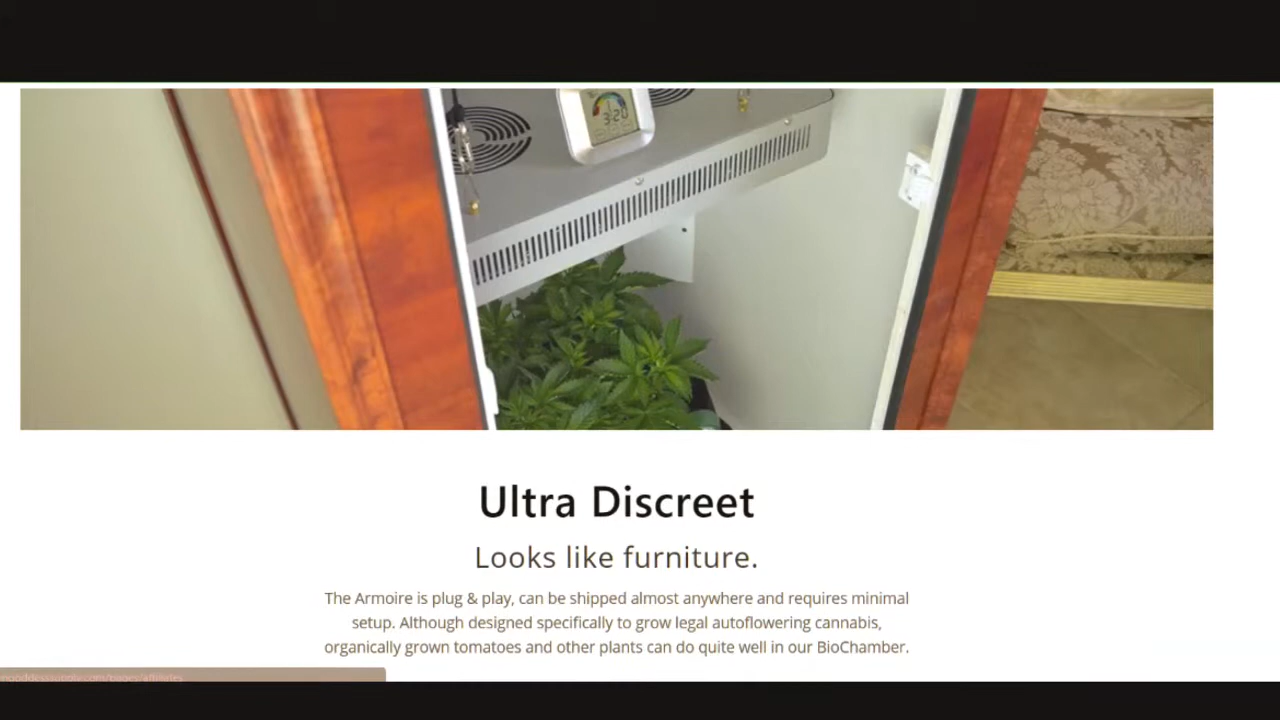 3:20
Ultra Discreet
Looks like furniture.
The Armoire is plug & play, can be shipped almost anywhere and requires minimal
setup. Although designed specifically to grow legal autoflowering cannabis,
organically grown tomatoes and other plants can do quite well in our BioChamber.